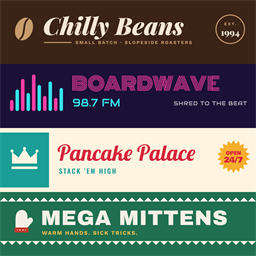 Chilly Beans
SMALL BATCH · SLOPESIDE ROASTERS
EST.
1994
BOARDWAVE
98.7 FM
SHRED TO THE BEAT
Pancake Palace
STACK 'EM HIGH
OPEN
24/7
MEGA MITTENS
WARM HANDS. SICK TRICKS.